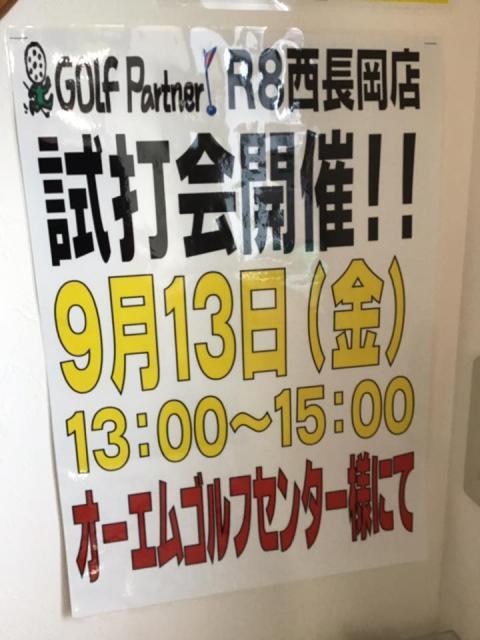 GOLF Partner R8西長岡店
試打会開催!!
9月13日(金)
13:00～15:00
オーエムゴルフセンター様にて